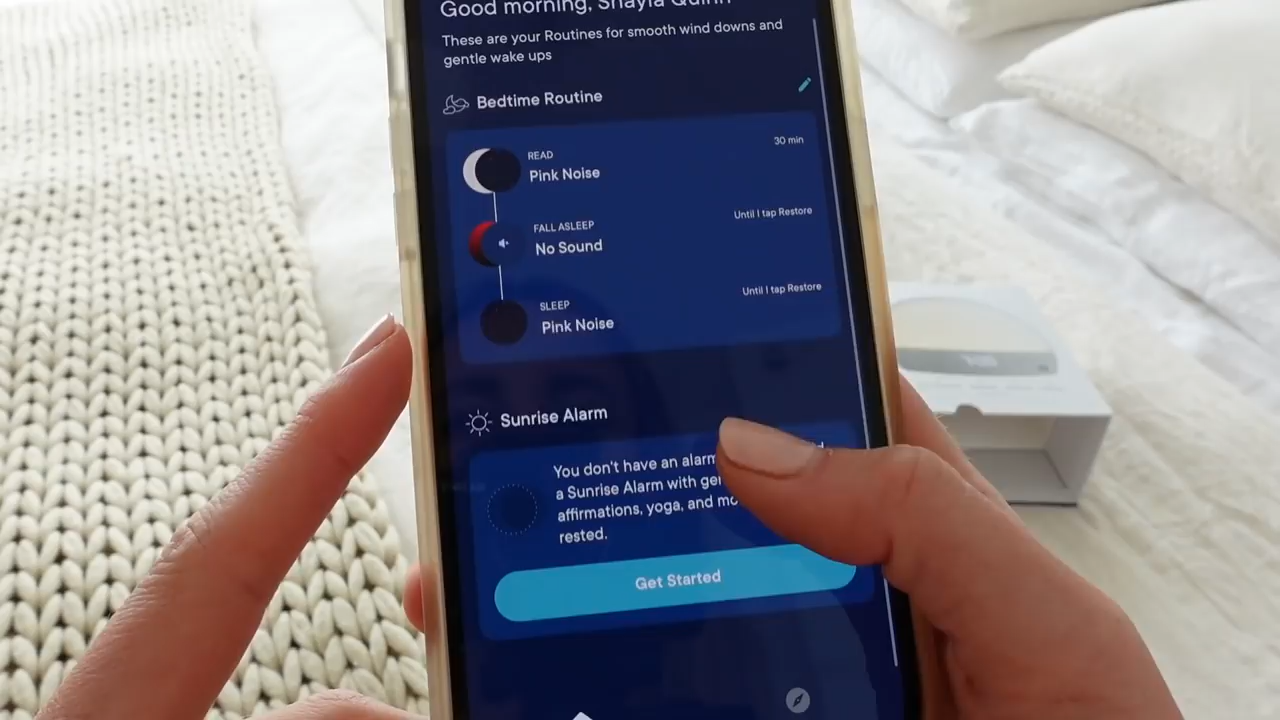 Good morning, Shayla Quinn
These are your Routines for smooth wind downs and
gentle wake ups
Bedtime Routine
READ
30 min
Pink Noise
FALL ASLEEP
Until I tap Restore
No Sound
SLEEP
Until I tap Restore
Pink Noise
Sunrise Alarm
You don't have an alarm
a Sunrise Alarm with
affirmations, yoga, and
rested.
Get Started